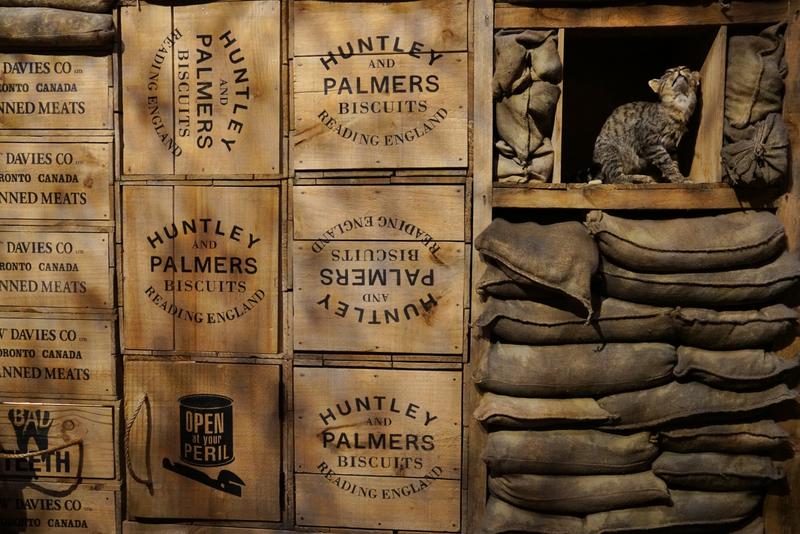 DAVIES CO LTD
RONTO CANADA
NNED MEATS
DAVIES CO
RONTO CANADA
NNED MEATS
DAVIES CO
RONTO CANADA
NNED MEATS
DAVIES CO
ORONTO CANADA
NNED MEATS
BAD
TEETH
DAVIES CO
ORONTO CANADA
HUNTLEY
AND
PALMERS
BISCUITS
READING ENGLAND
HUNTLEY
AND
PALMERS
BISCUITS
READING ENGLAND
OPEN
at your
PERIL
HUNTLEY
AND
PALMERS
BISCUITS
READING ENGLAND
HUNTLEY
AND
PALMERS
BISCUITS
READING ENGLAND
HUNTLEY
AND
PALMERS
BISCUITS
READING ENGLAND